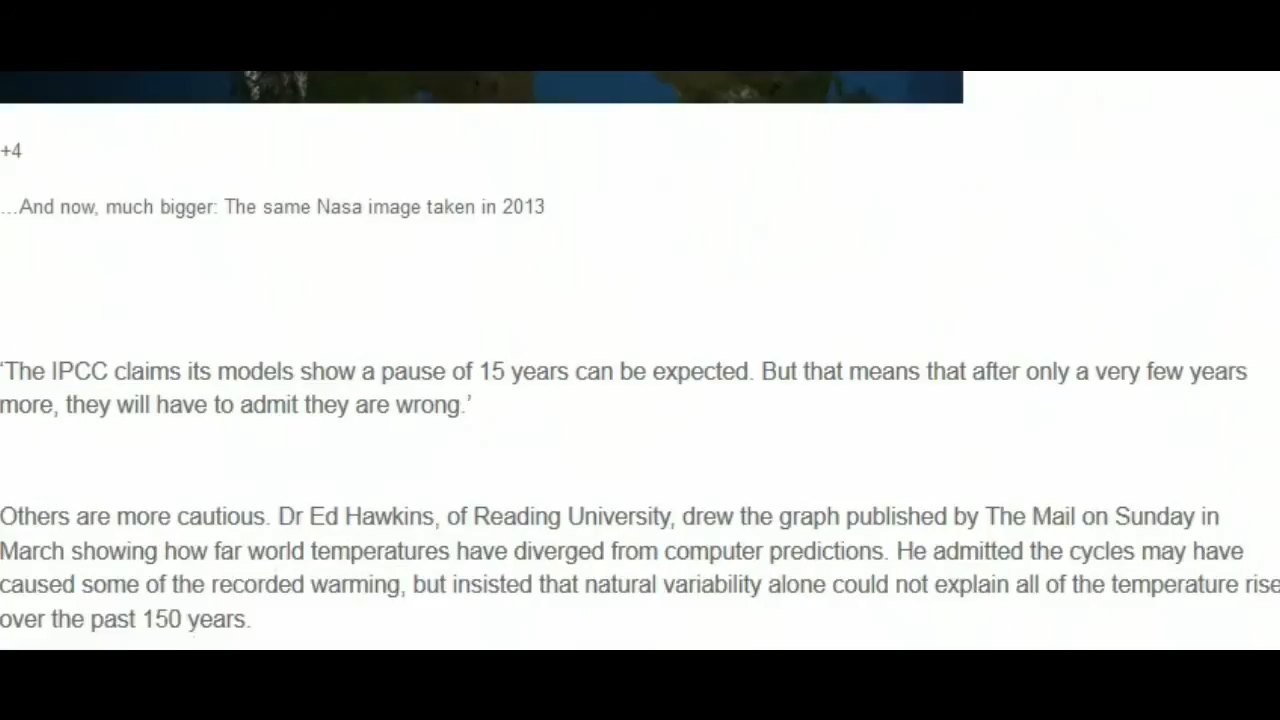 +4
...And now, much bigger: The same Nasa image taken in 2013
‘The IPCC claims its models show a pause of 15 years can be expected. But that means that after only a very few years
more, they will have to admit they are wrong.’
Others are more cautious. Dr Ed Hawkins, of Reading University, drew the graph published by The Mail on Sunday in
March showing how far world temperatures have diverged from computer predictions. He admitted the cycles may have
caused some of the recorded warming, but insisted that natural variability alone could not explain all of the temperature rise
over the past 150 years.